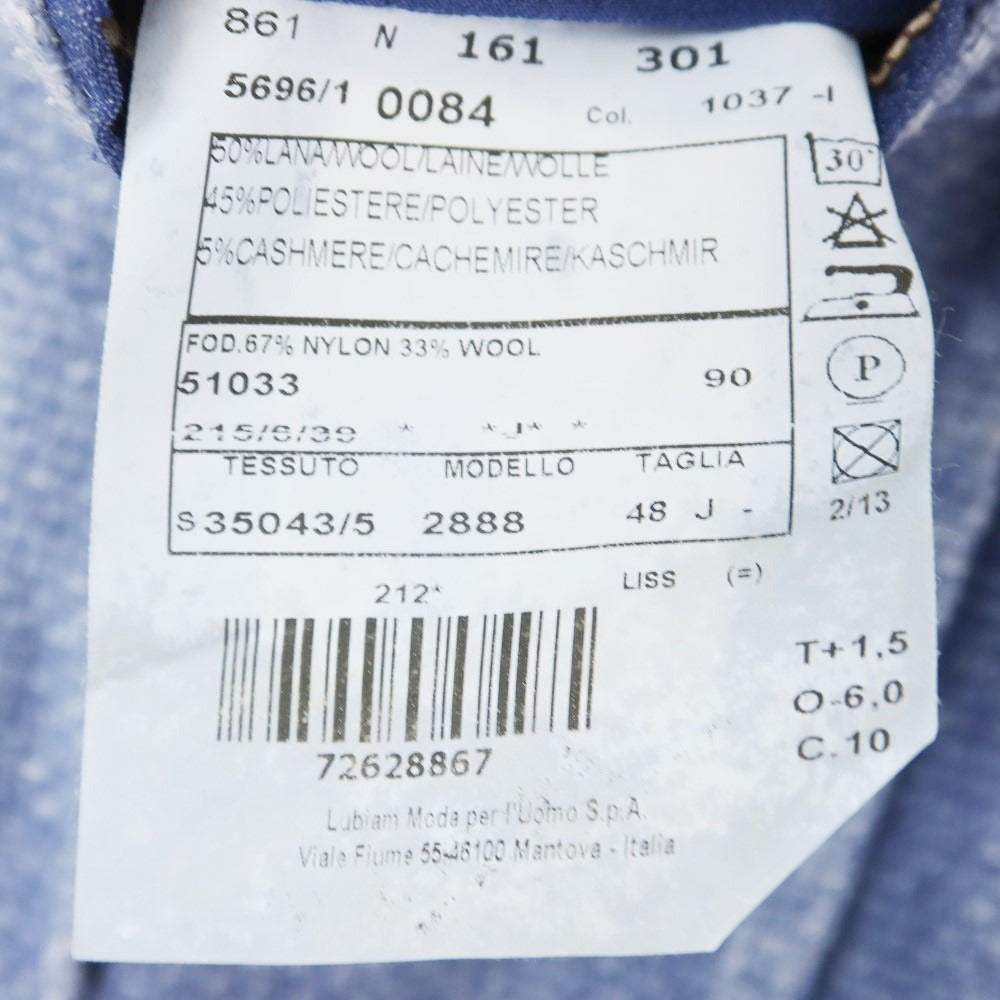 861 N 161 301
5696/1 0084 Col. 1037 -I
50%LANA/WOOL/LAINE/WOLLE
45%POLIESTERE/POLYESTER
5%CASHMERE/CACHEMIRE/KASCHMIR
30°
P
FOD.67% NYLON 33% WOOL
51033 90
215/6/39 * *J* *
TESSUTO MODELLO TAGLIA
S35043/5 2888 48 J -
2/13
212* LISS (=)
T+1,5
O-6,0
C.10
72628867
Lubiam Moda per l'Uomo S.p.A.
Viale Fiume 55-46100 Mantova - Italia